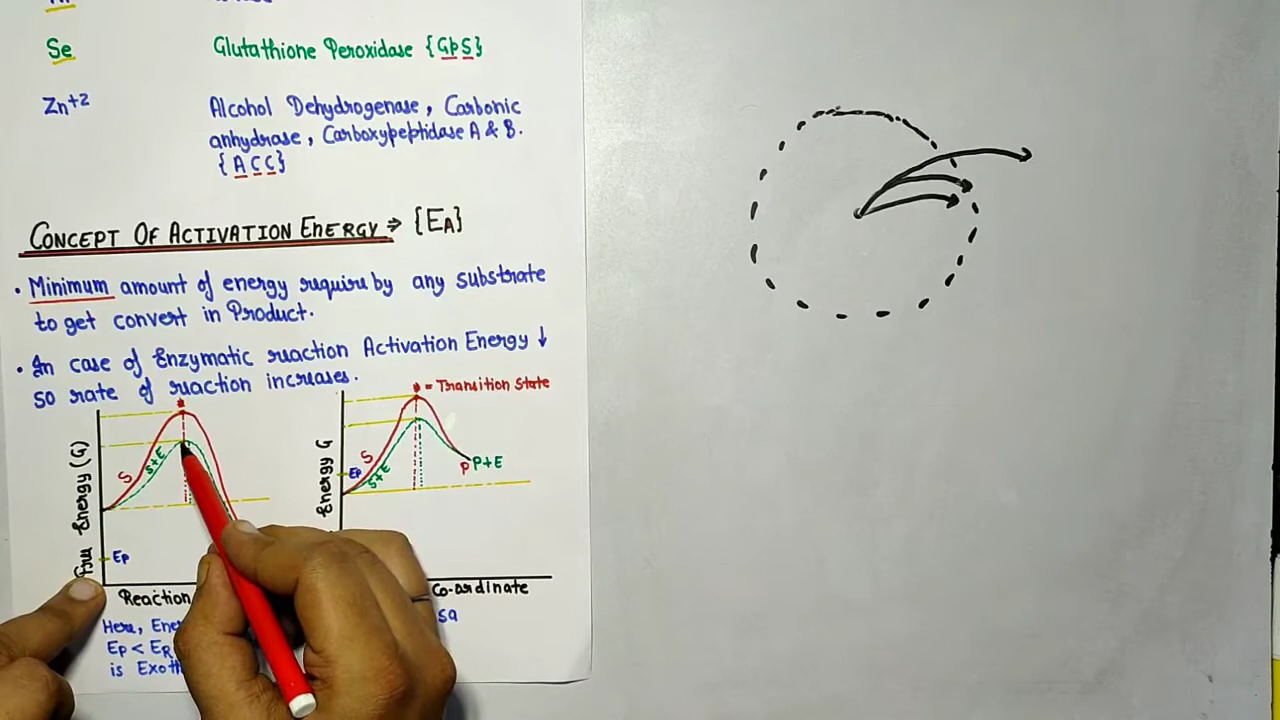 Se Glutathione Peroxidase {GPS}
Zn+2 Alcohol Dehydrogenase, Carbonic
anhydrase, Carboxypeptidase A & B.
{ACC}
CONCEPT OF ACTIVATION ENERGY ⇒ {EA}
• Minimum amount of energy require by any substrate
to get convert in Product.
• In case of Enzymatic reaction Activation Energy ↓
so rate of reaction increases.
* = Transition State
Free Energy (G)
S
S+E
Ep
Reaction
Energy G
Ep
S
S+E
P P+E
Co-ordinate
Here,
Ep < ER
is